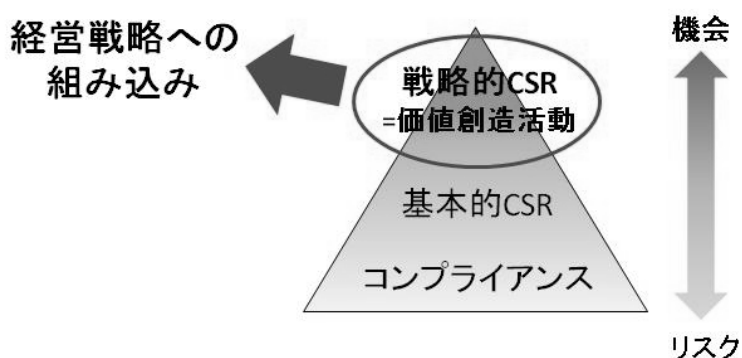 経営戦略への
組み込み
戦略的CSR
=価値創造活動
基本的CSR
コンプライアンス
機会
リスク